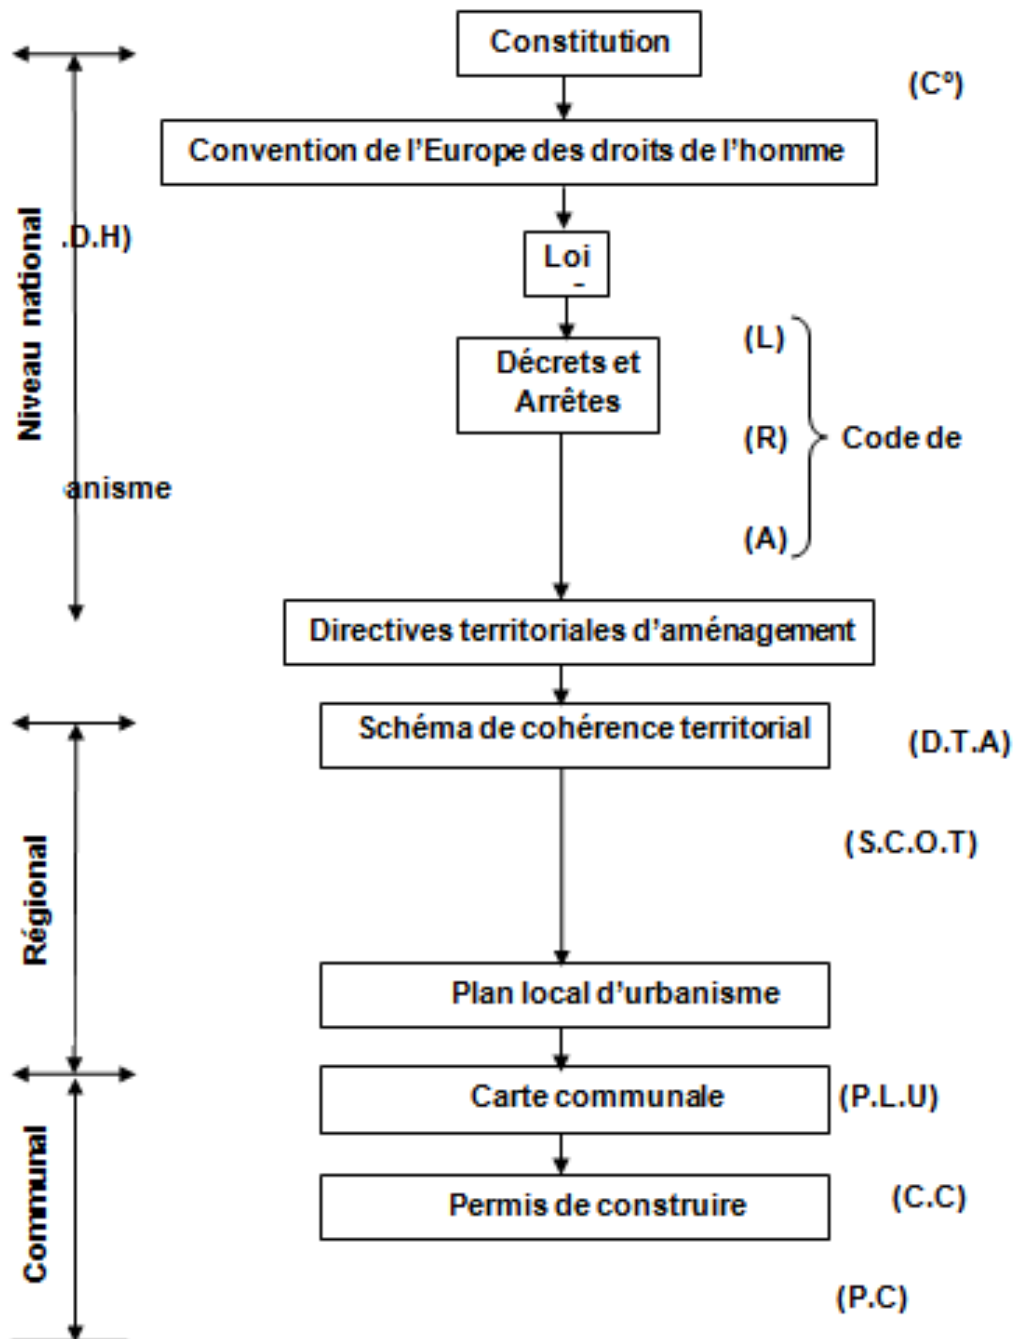 Constitution
(Cº)
Convention de l'Europe des droits de l'homme
Niveau national
.D.H)
Loi
-
Décrets et
Arrêtes
(L)
(R)
Code de
anisme
(A)
Directives territoriales d'aménagement
Schéma de cohérence territorial
(D.T.A)
(S.C.O.T)
Régional
Plan local d'urbanisme
Carte communale
(P.L.U)
Communal
Permis de construire
(C.C)
(P.C)